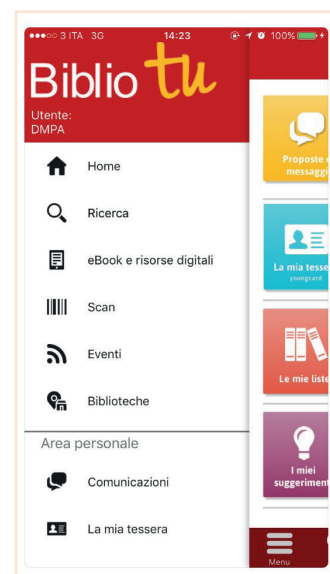 3 ITA 3G 14:23 100%
Biblio tu
Utente:
DMPA
Home
Ricerca
eBook e risorse digitali
Scan
Eventi
Biblioteche
Area personale
Comunicazioni
La mia tessera
Proposte e
messaggi
La mia tesse
youngcard
Le mie liste
I miei
suggeriment
Menu